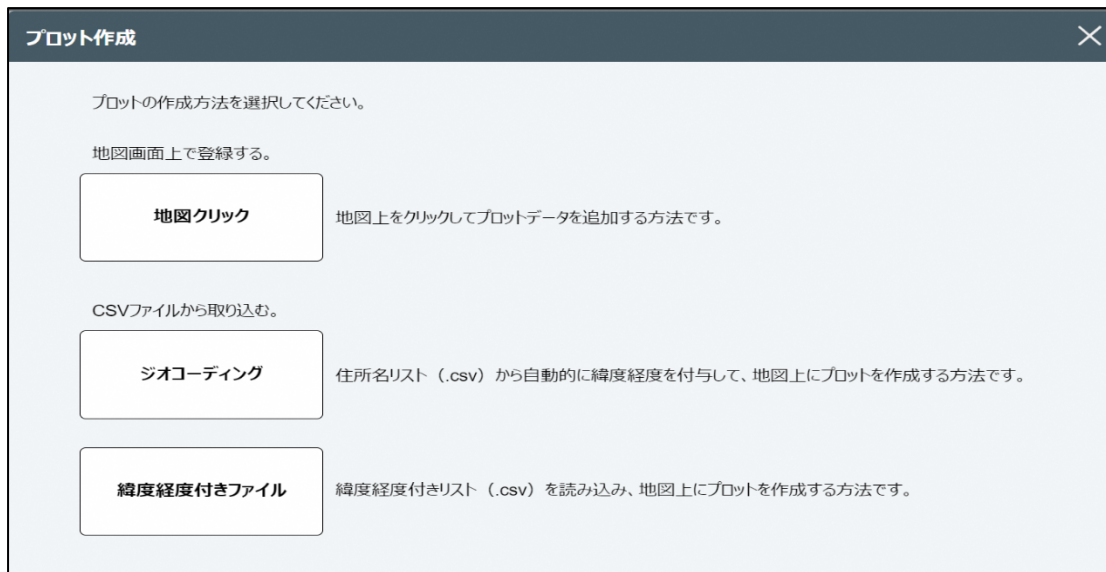 プロット作成
プロットの作成方法を選択してください。
地図画面上で登録する。
地図クリック
地図上をクリックしてプロットデータを追加する方法です。
CSVファイルから取り込む。
ジオコーディング
住所名リスト（.csv）から自動的に緯度経度を付与して、地図上にプロットを作成する方法です。
緯度経度付きファイル
緯度経度付きリスト（.csv）を読み込み、地図上にプロットを作成する方法です。